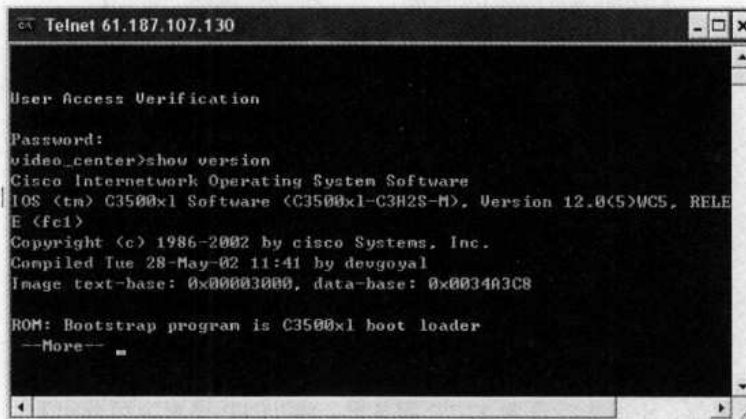 Telnet 61.187.107.130
User Access Verification
Password:
video_center>show version
Cisco Internetwork Operating System Software
IOS (tm) C3500xl Software (C3500xl-C3H2S-M), Version 12.0(5)WC5, RELE
E (fc1)
Copyright (c) 1986-2002 by cisco Systems, Inc.
Compiled Tue 28-May-02 11:41 by devgoyal
Image text-base: 0x00003000, data-base: 0x0034A3C8
ROM: Bootstrap program is C3500xl boot loader
--More--